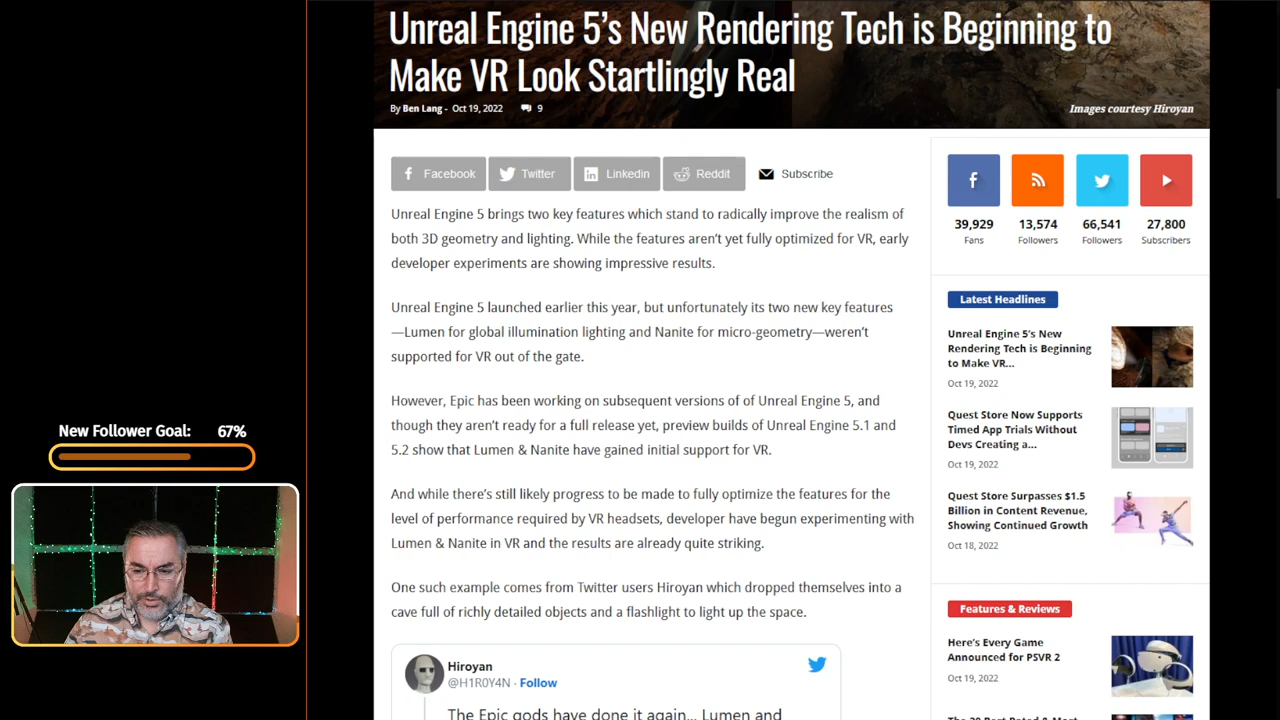 Unreal Engine 5's New Rendering Tech is Beginning to
Make VR Look Startlingly Real
By Ben Lang - Oct 19, 2022 9
Images courtesy Hiroyan
Facebook
Twitter
Linkedin
Reddit
Subscribe
Unreal Engine 5 brings two key features which stand to radically improve the realism of
both 3D geometry and lighting. While the features aren't yet fully optimized for VR, early
developer experiments are showing impressive results.
Unreal Engine 5 launched earlier this year, but unfortunately its two new key features
—Lumen for global illumination lighting and Nanite for micro-geometry—weren't
supported for VR out of the gate.
However, Epic has been working on subsequent versions of of Unreal Engine 5, and
though they aren't ready for a full release yet, preview builds of Unreal Engine 5.1 and
5.2 show that Lumen & Nanite have gained initial support for VR.
And while there's still likely progress to be made to fully optimize the features for the
level of performance required by VR headsets, developer have begun experimenting with
Lumen & Nanite in VR and the results are already quite striking.
One such example comes from Twitter users Hiroyan which dropped themselves into a
cave full of richly detailed objects and a flashlight to light up the space.
Hiroyan
@H1R0Y4N · Follow
The Epic gods have done it again... Lumen and
39,929
Fans
13,574
Followers
66,541
Followers
27,800
Subscribers
Latest Headlines
Unreal Engine 5's New
Rendering Tech is Beginning
to Make VR...
Oct 19, 2022
Quest Store Now Supports
Timed App Trials Without
Devs Creating a...
Oct 19, 2022
Quest Store Surpasses $1.5
Billion in Content Revenue,
Showing Continued Growth
Oct 18, 2022
Features & Reviews
Here's Every Game
Announced for PSVR 2
Oct 19, 2022
The 20 Best Rated & Most
New Follower Goal: 67%